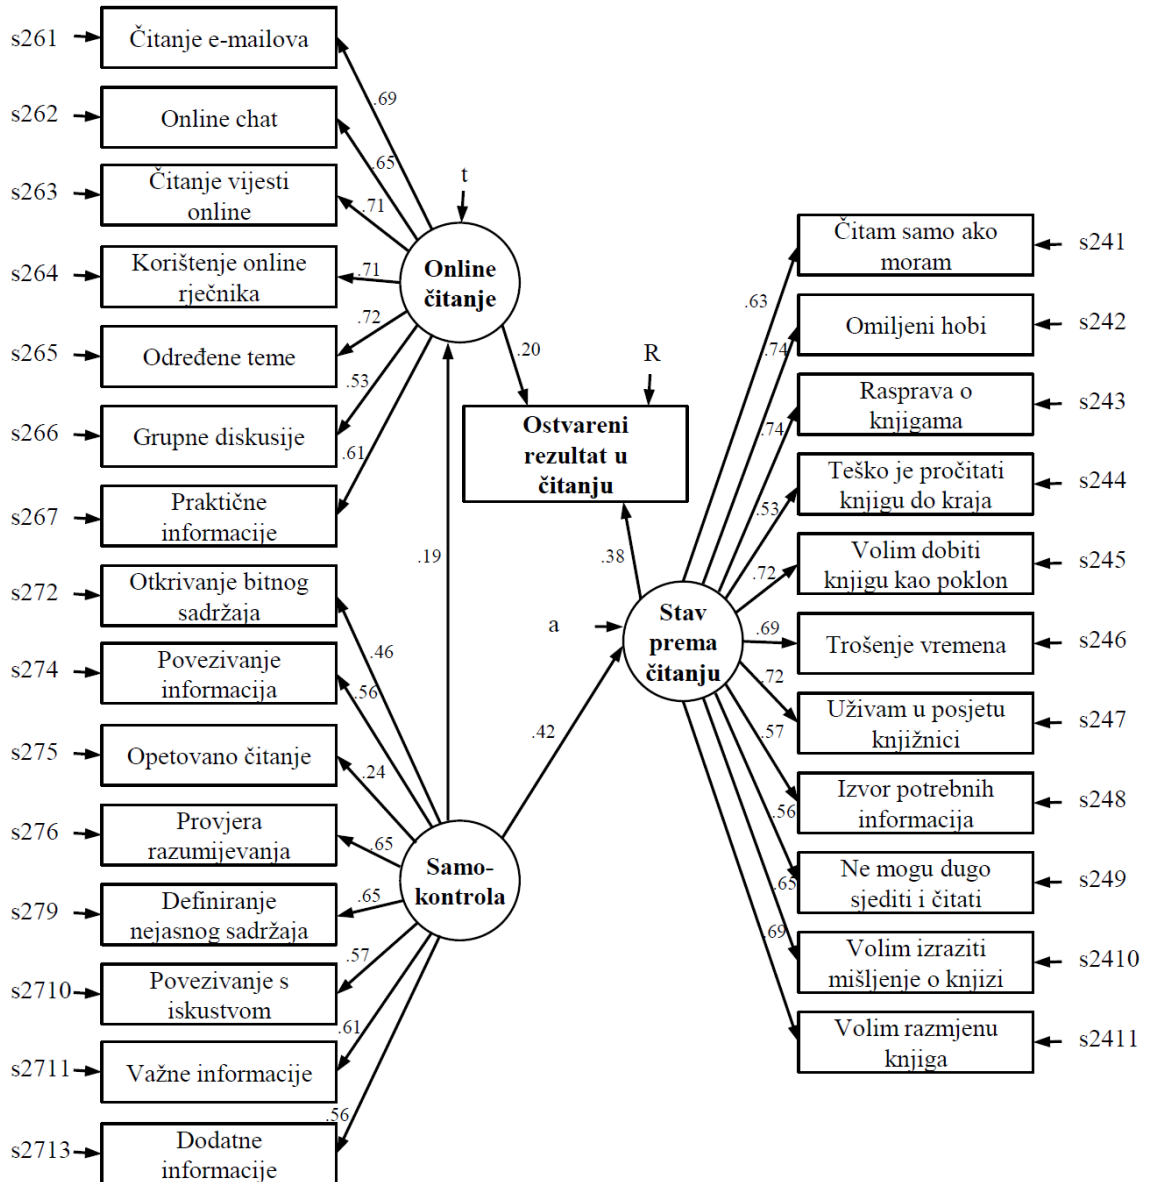 s261
Čitanje e-mailova
s262
Online chat
s263
Čitanje vijesti
online
s264
Korištenje online
rječnika
s265
Određene teme
s266
Grupne diskusije
s267
Praktične
informacije
s272
Otkrivanje bitnog
sadržaja
s274
Povezivanje
informacija
s275
Opetovano čitanje
s276
Provjera
razumijevanja
s279
Definiranje
nejasnog sadržaja
s2710
Povezivanje s
iskustvom
s2711
Važne informacije
s2713
Dodatne
informacije
.69
.65
.71
.71
.72
.53
.61
t
Online
čitanje
.20
R
Ostvareni
rezultat u
čitanju
.19
.38
a
Stav
prema
čitanju
.42
.46
.56
.24
.65
.65
.57
.61
.56
Samo-
kontrola
.63
.74
.74
.53
.72
.69
.72
.57
.56
.65
.69
Čitam samo ako
moram
s241
Omiljeni hobi
s242
Rasprava o
knjigama
s243
Teško je pročitati
knjigu do kraja
s244
Volim dobiti
knjigu kao poklon
s245
Trošenje vremena
s246
Uživam u posjetu
knjižnici
s247
Izvor potrebnih
informacija
s248
Ne mogu dugo
sjediti i čitati
s249
Volim izraziti
mišljenje o knjizi
s2410
Volim razmjenu
knjiga
s2411